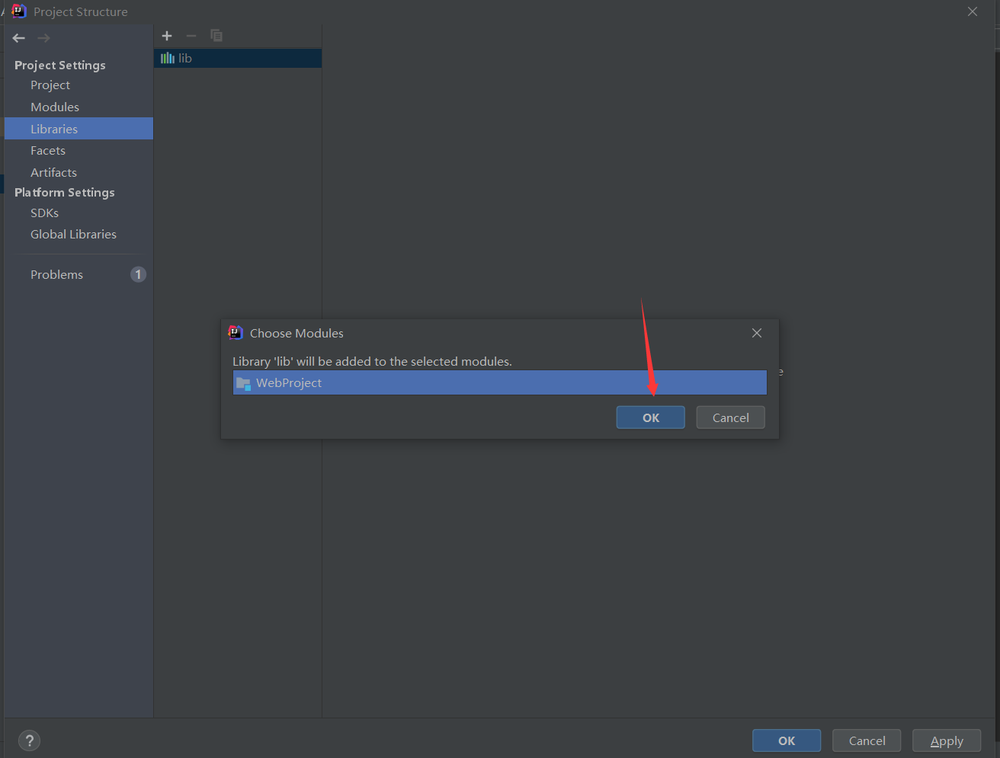 Project Structure
Project Settings
Project
Modules
Libraries
Facets
Artifacts
Platform Settings
SDKs
Global Libraries
Problems 1
lib
Choose Modules
Library 'lib' will be added to the selected modules.
WebProject
OK Cancel
e
? OK Cancel Apply